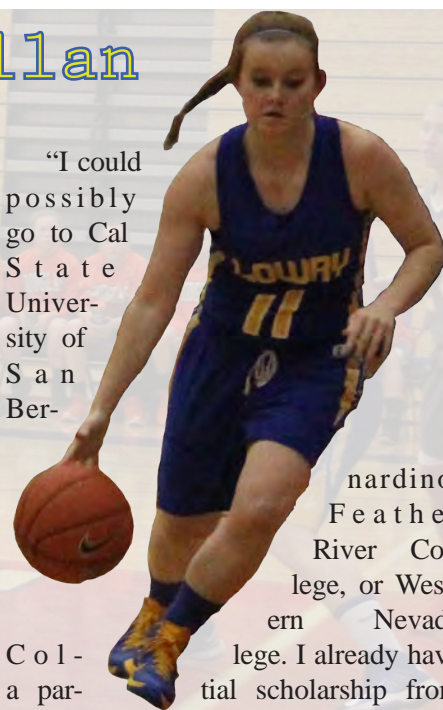 llan
“I could
possibly
go to Cal
State
Univer-
sity of
San
Ber-
LOWRY
11
nardino
Feathe
River Co
lege, or Wes
ern Nevad
Col- lege. I already hav
a par- tial scholarship